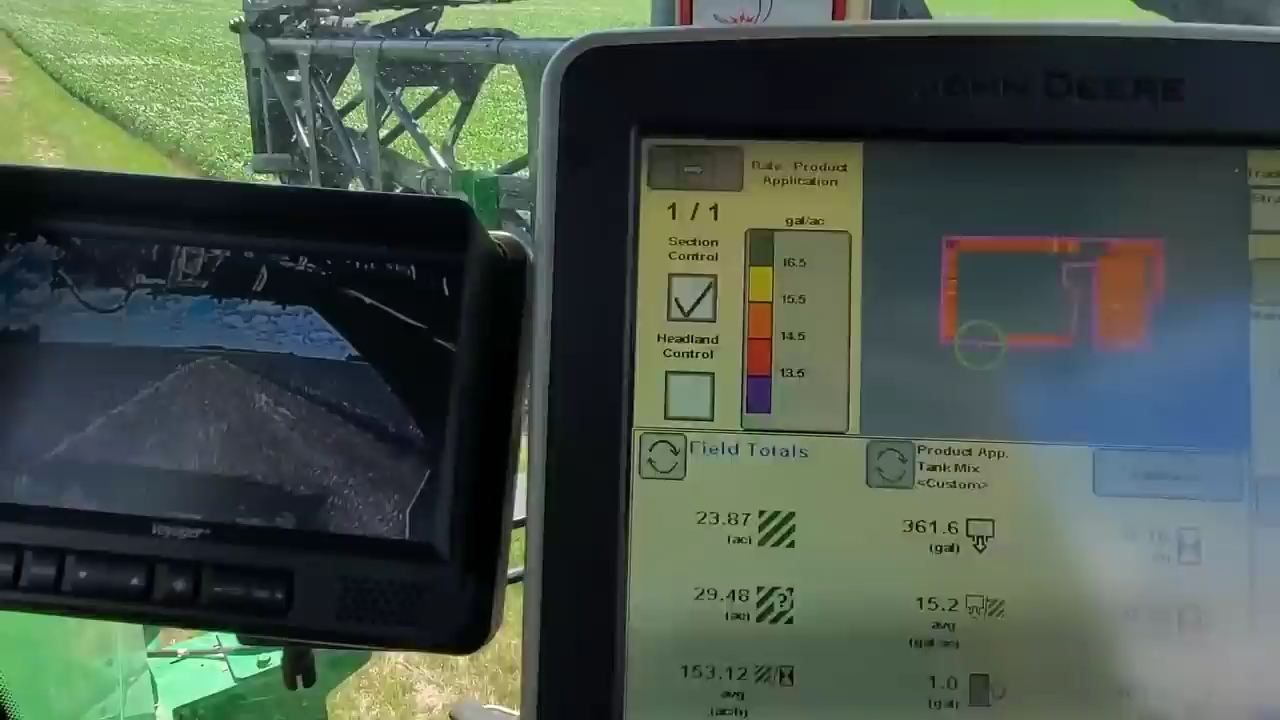 JOHN DEERE
Rate - Product
Application
1 / 1
gal/ac
Section
Control
16.5
15.5
14.5
13.5
Headland
Control
Field Totals
Product App.
Tank Mix
<Custom>
23.87
(ac)
361.6
(gal)
29.48
(ac)
15.2
avg
(gal/ac)
153.12
avg
(ac/h)
1.0
(gal)
Voyager